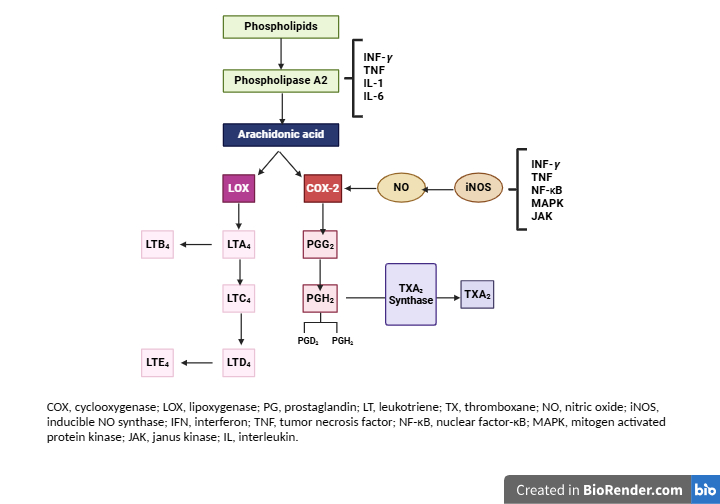 Phospholipids
Phospholipase A2
INF-γ
TNF
IL-1
IL-6
Arachidonic acid
LOX
COX-2
NO
iNOS
INF-γ
TNF
NF-κB
MAPK
JAK
LTB₄
LTA₄
PGG₂
LTC₄
PGH₂
TXA₂
Synthase
TXA₂
PGD₂
PGH₂
LTE₄
LTD₄
COX, cyclooxygenase; LOX, lipoxygenase; PG, prostaglandin; LT, leukotriene; TX, thromboxane; NO, nitric oxide; iNOS,
inducible NO synthase; IFN, interferon; TNF, tumor necrosis factor; NF-κB, nuclear factor-κB; MAPK, mitogen activated
protein kinase; JAK, janus kinase; IL, interleukin.
Created in BioRender.com bio